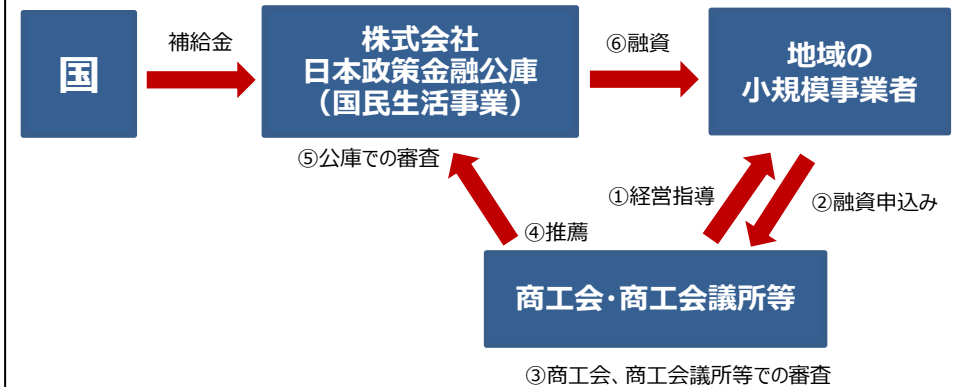 国
補給金
株式会社
日本政策金融公庫
（国民生活事業）
⑥融資
地域の
小規模事業者
⑤公庫での審査
①経営指導
②融資申込み
④推薦
商工会・商工会議所等
③商工会、商工会議所等での審査